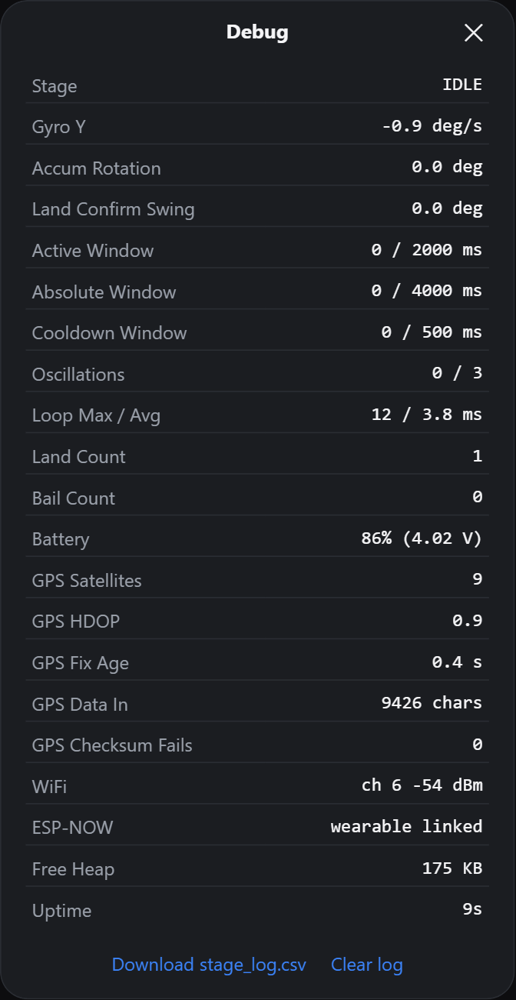 Debug
Stage IDLE
Gyro Y -0.9 deg/s
Accum Rotation 0.0 deg
Land Confirm Swing 0.0 deg
Active Window 0 / 2000 ms
Absolute Window 0 / 4000 ms
Cooldown Window 0 / 500 ms
Oscillations 0 / 3
Loop Max / Avg 12 / 3.8 ms
Land Count 1
Bail Count 0
Battery 86% (4.02 V)
GPS Satellites 9
GPS HDOP 0.9
GPS Fix Age 0.4 s
GPS Data In 9426 chars
GPS Checksum Fails 0
WiFi ch 6 -54 dBm
ESP-NOW wearable linked
Free Heap 175 KB
Uptime 9s
Download stage_log.csv Clear log